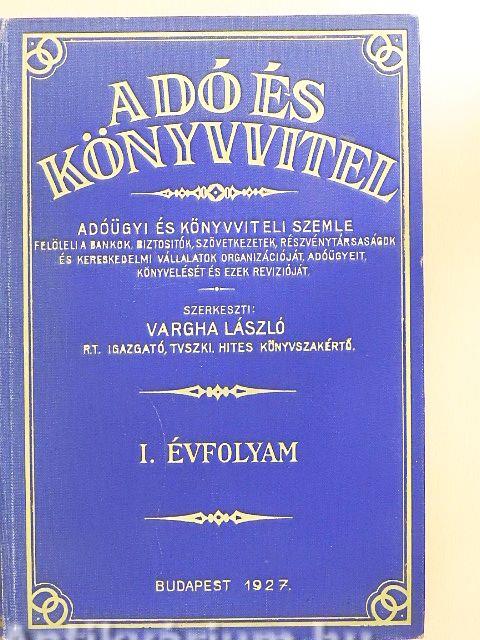 ADÓ ÉS
KÖNYVVITEL
ADÓÜGYI ÉS KÖNYVVITELI SZEMLE
FELÖLELI A BANKOK, BIZTOSITÓK, SZÖVETKEZETEK, RÉSZVÉNYTÁRSASÁGOK
ÉS KERESKEDELMI VÁLLALATOK ORGANIZÁCIÓJÁT, ADÓÜGYEIT,
KÖNYVELÉSÉT ÉS EZEK REVIZIÓJÁT.
SZERKESZTI:
VARGHA LÁSZLÓ
R.T. IGAZGATÓ, TVSZKI. HITES KÖNYVSZAKÉRTŐ.
I. ÉVFOLYAM
BUDAPEST 1927.